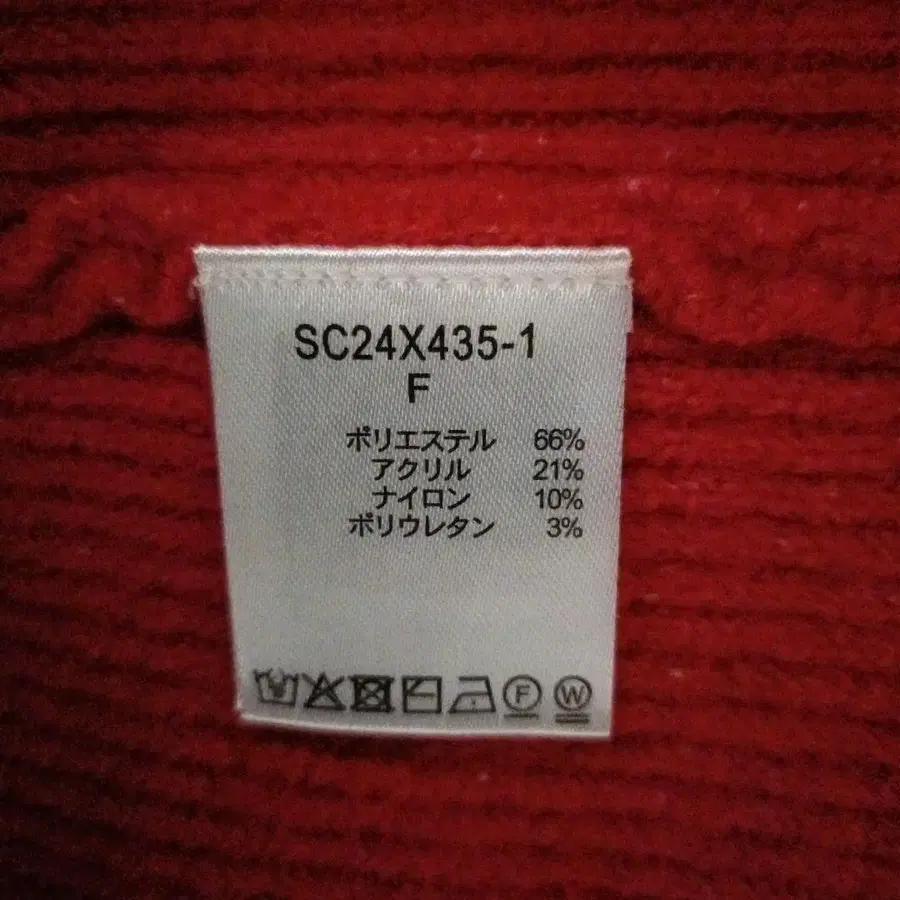 SC24X435-1
F
ポリエステル 66%
アクリル 21%
ナイロン 10%
ポリウレタン 3%
F W